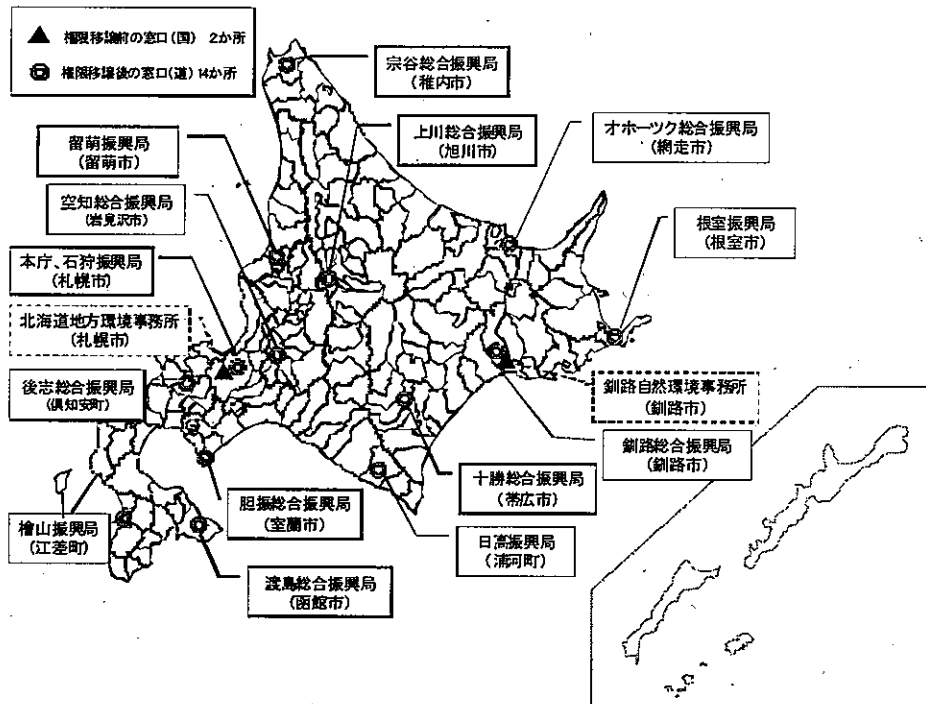 ▲ 権限移譲前の窓口(国) 2か所
◎ 権限移譲後の窓口(道) 14か所
宗谷総合振興局
(稚内市)
上川総合振興局
(旭川市)
オホーツク総合振興局
(網走市)
留萌振興局
(留萌市)
空知総合振興局
(岩見沢市)
根室振興局
(根室市)
本庁、石狩振興局
(札幌市)
北海道地方環境事務所
(札幌市)
後志総合振興局
(倶知安町)
釧路自然環境事務所
(釧路市)
釧路総合振興局
(釧路市)
十勝総合振興局
(帯広市)
胆振総合振興局
(室蘭市)
檜山振興局
(江差町)
日高振興局
(浦河町)
渡島総合振興局
(函館市)